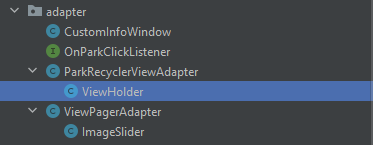 adapter
CustomInfoWindow
OnParkClickListener
ParkRecyclerViewAdapter
ViewHolder
ViewPagerAdapter
ImageSlider